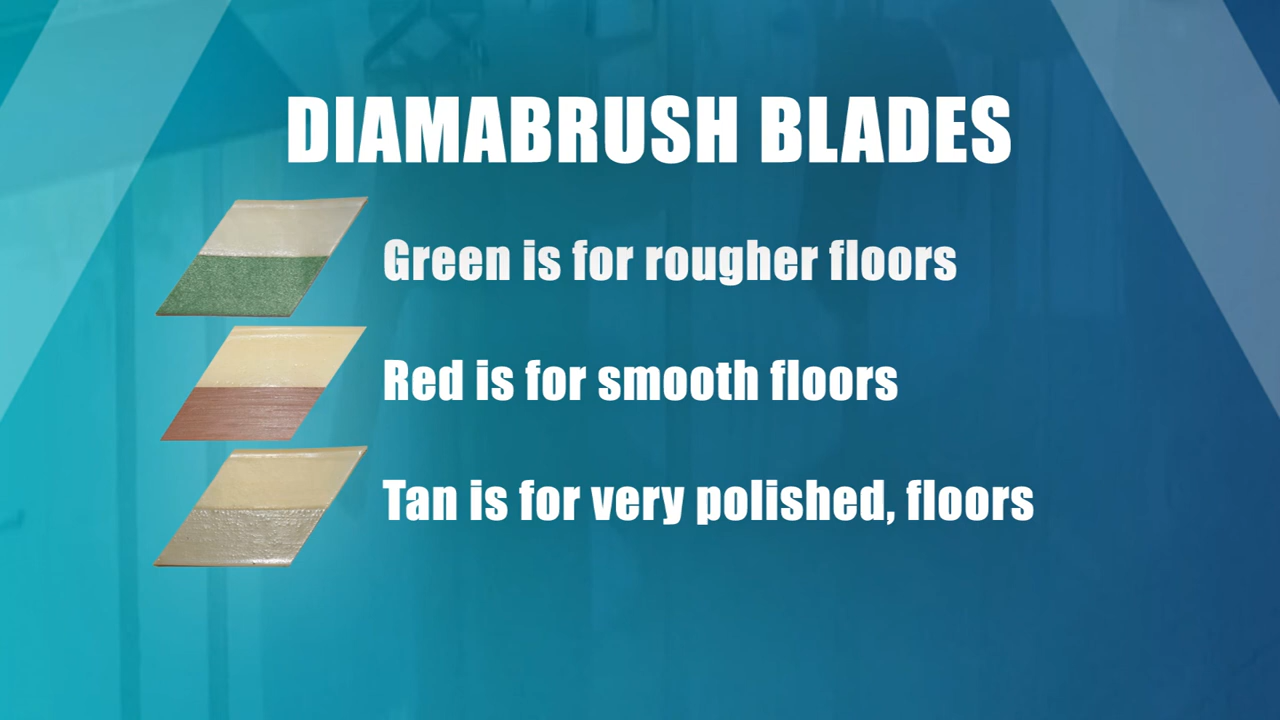 DIAMABRUSH BLADES
Green is for rougher floors
Red is for smooth floors
Tan is for very polished, floors